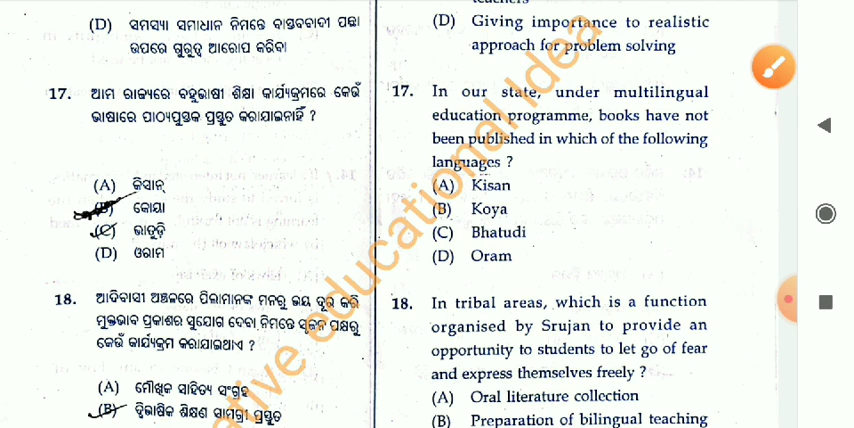 (D) ସମସ୍ୟା ସମାଧାନ ନିମନ୍ତେ ବାସ୍ତବବାଦୀ ପନ୍ଥା
ଉପରେ ଗୁରୁତ୍ୱ ଆରୋପ କରିବା
17. ଆମ ରାଜ୍ୟରେ ବହୁଭାଷୀ ଶିକ୍ଷା କାର୍ଯ୍ୟକ୍ରମରେ କେଉଁ
ଭାଷାରେ ପାଠ୍ୟପୁସ୍ତକ ପ୍ରସ୍ତୁତ କରାଯାଇନାହିଁ ?
(A) କିସାନ୍
(B) କୋୟା
(C) ଭାତୁଡ଼ି
(D) ଓରାମ
18. ଆଦିବାସୀ ଅଞ୍ଚଳରେ ପିଲାମାନଙ୍କ ମନରୁ ଭୟ ଦୂର କରି
ମୁକ୍ତଭାବ ପ୍ରକାଶର ସୁଯୋଗ ଦେବା ନିମନ୍ତେ ସୃଜନ ପକ୍ଷରୁ
କେଉଁ କାର୍ଯ୍ୟକ୍ରମ କରାଯାଇଥାଏ ?
(A) ମୌଖିକ ସାହିତ୍ୟ ସଂଗ୍ରହ
(B) ଦ୍ୱିଭାଷିକ ଶିକ୍ଷଣ ସାମଗ୍ରୀ ପ୍ରସ୍ତୁତ
teachers
(D) Giving importance to realistic
approach for problem solving
17. In our state, under multilingual
education programme, books have not
been published in which of the following
languages ?
(A) Kisan
(B) Koya
(C) Bhatudi
(D) Oram
18. In tribal areas, which is a function
organised by Srujan to provide an
opportunity to students to let go of fear
and express themselves freely ?
(A) Oral literature collection
(B) Preparation of bilingual teaching
educational Idea